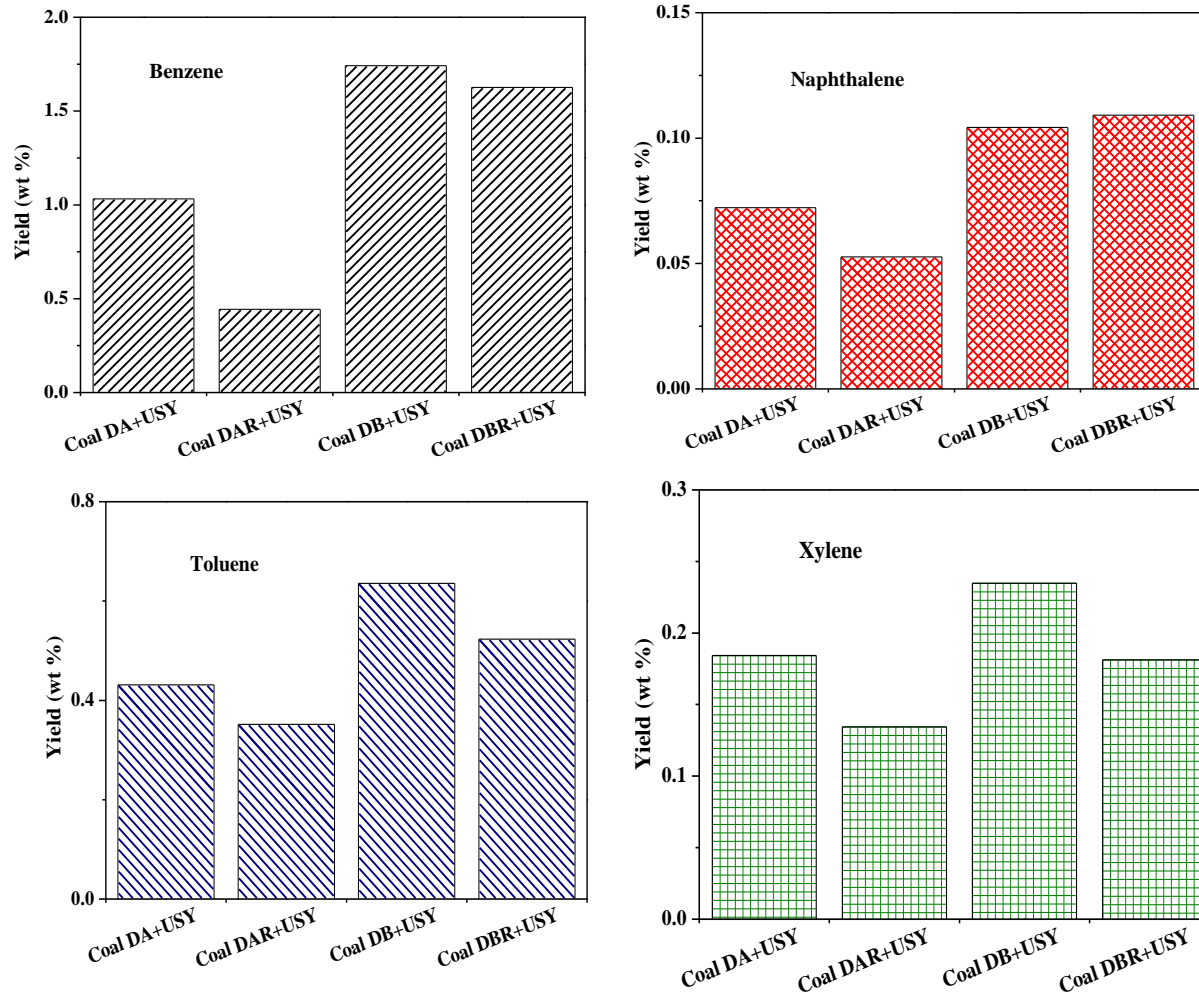 Benzene
Yield (wt %)
2.0
1.5
1.0
0.5
0.0
Coal DA+USY
Coal DAR+USY
Coal DB+USY
Coal DBR+USY
Naphthalene
Yield (wt %)
0.15
0.10
0.05
0.00
Coal DA+USY
Coal DAR+USY
Coal DB+USY
Coal DBR+USY
Toluene
Yield (wt %)
0.8
0.4
0.0
Coal DA+USY
Coal DAR+USY
Coal DB+USY
Coal DBR+USY
Xylene
Yield (wt %)
0.3
0.2
0.1
0.0
Coal DA+USY
Coal DAR+USY
Coal DB+USY
Coal DBR+USY